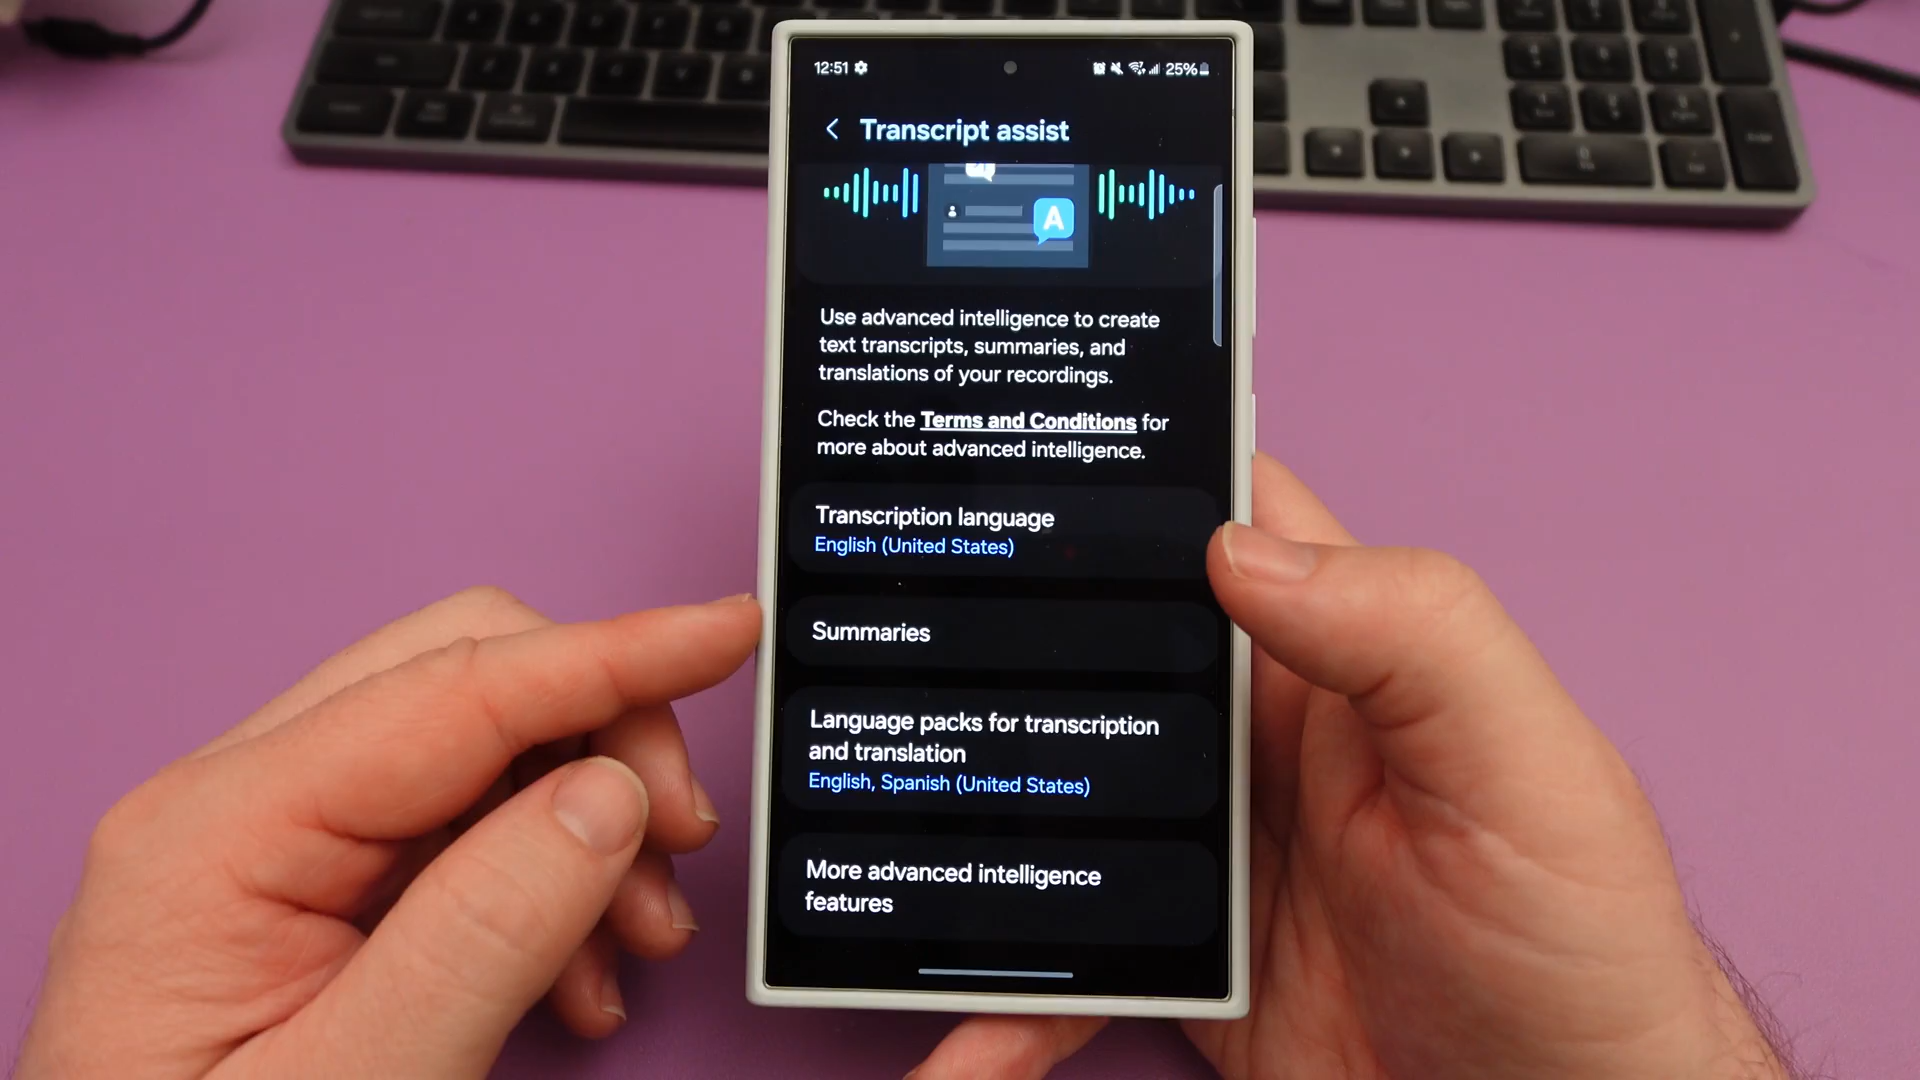 12:51
25%
Transcript assist
A
Use advanced intelligence to create
text transcripts, summaries, and
translations of your recordings.
Check the Terms and Conditions for
more about advanced intelligence.
Transcription language
English (United States)
Summaries
Language packs for transcription
and translation
English, Spanish (United States)
More advanced intelligence
features